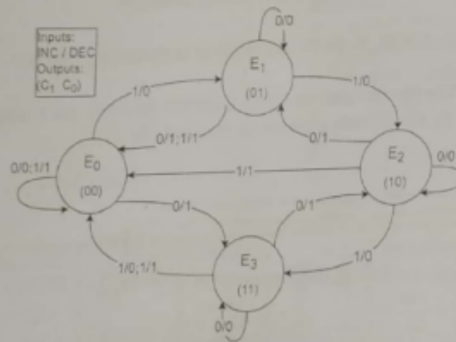 Inputs:
INC / DEC
Outputs:
(C₁ C₀)
0/0
E₁
(01)
1/0
1/0
0/1;1/1
0/1
E₀
(00)
0/0;1/1
1/1
E₂
(10)
0/0
0/1
0/1
1/0;1/1
1/0
E₃
(11)
0/0